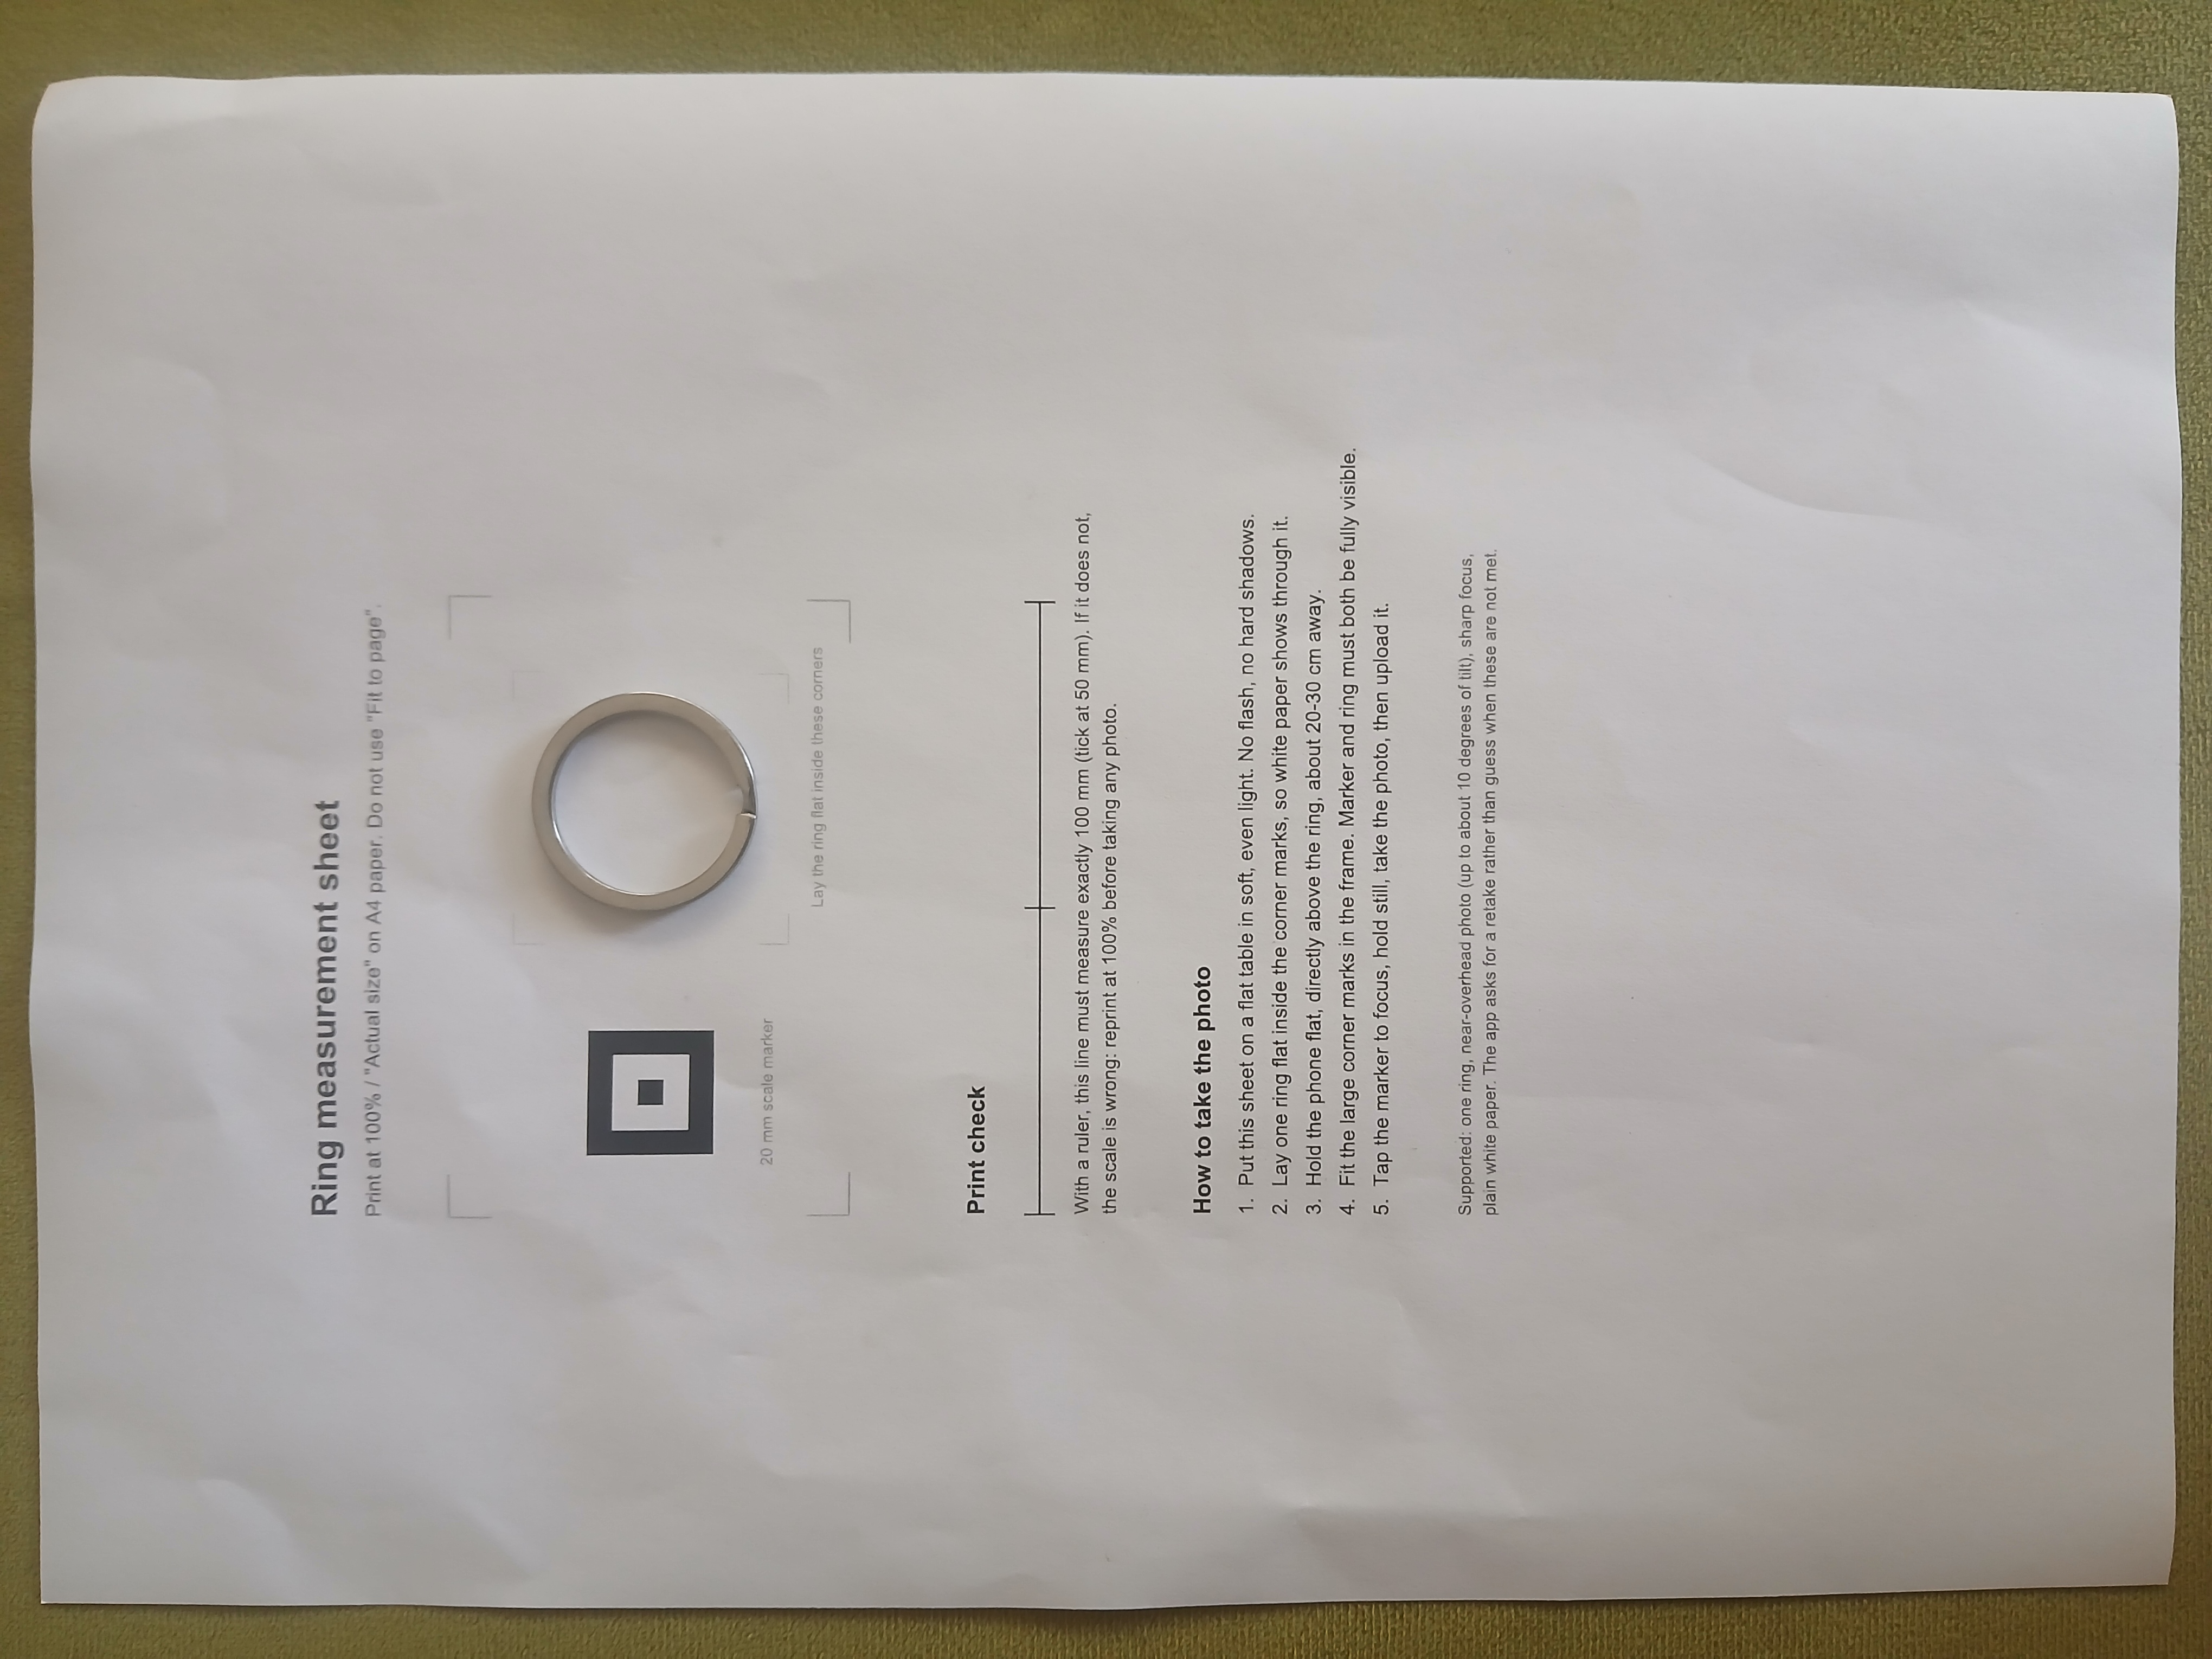 Ring measurement sheet
Print at 100% / "Actual size" on A4 paper. Do not use "Fit to page".
20 mm scale marker
Lay the ring flat inside these corners
Print check
With a ruler, this line must measure exactly 100 mm (tick at 50 mm). If it does not,
the scale is wrong: reprint at 100% before taking any photo.
How to take the photo
1. Put this sheet on a flat table in soft, even light. No flash, no hard shadows.
2. Lay one ring flat inside the corner marks, so white paper shows through it.
3. Hold the phone flat, directly above the ring, about 20-30 cm away.
4. Fit the large corner marks in the frame. Marker and ring must both be fully visible.
5. Tap the marker to focus, hold still, take the photo, then upload it.
Supported: one ring, near-overhead photo (up to about 10 degrees of tilt), sharp focus,
plain white paper. The app asks for a retake rather than guess when these are not met.